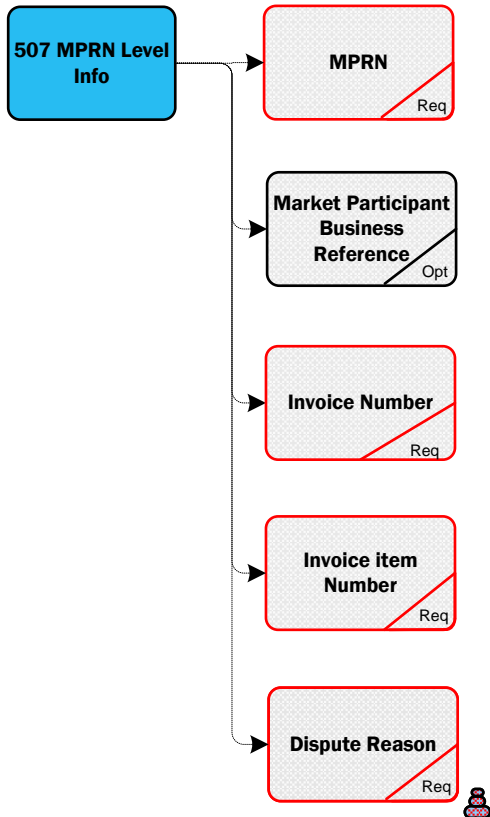 507 MPRN Level
Info
MPRN
Req
Market Participant
Business
Reference
Opt
Invoice Number
Req
Invoice item
Number
Req
Dispute Reason
Req